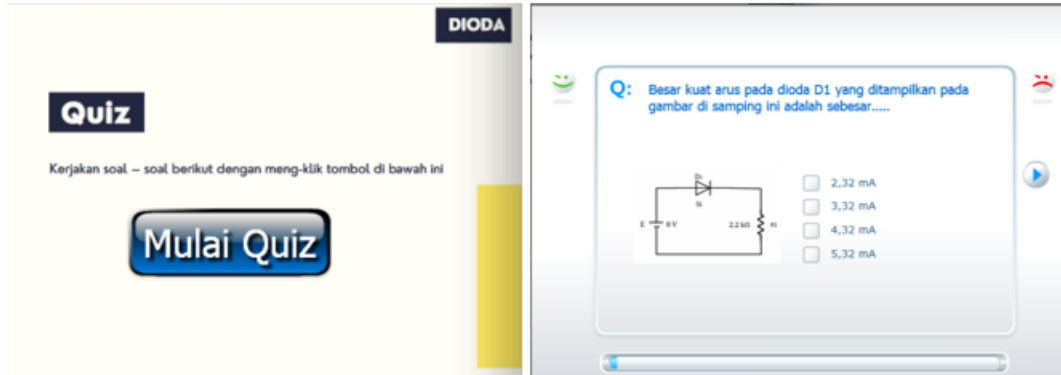 DIODA
Quiz
Kerjakan soal – soal berikut dengan meng-klik tombol di bawah ini
Mulai Quiz
Q: Besar kuat arus pada dioda D1 yang ditampilkan pada
gambar di samping ini adalah sebesar.....
Si
E
8 V
2.2 kΩ
2,32 mA
3,32 mA
4,32 mA
5,32 mA